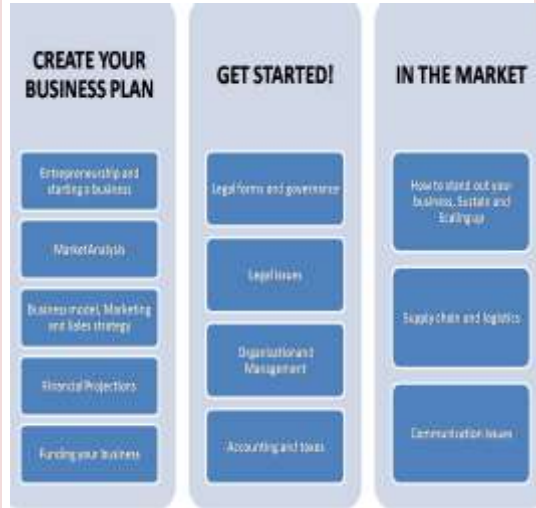 CREATE YOUR
BUSINESS PLAN
Entrepreneurship and
starting a business
Market Analysis
Business model, Marketing
and Sales strategy
Financial Projections
Funding your business
GET STARTED!
Legal forms and governance
Legal issues
Organization and
Management
Accounting and taxes
IN THE MARKET
How to stand out your
business, Sustain and
Scaling up
Supply chain and logistics
Communication issues